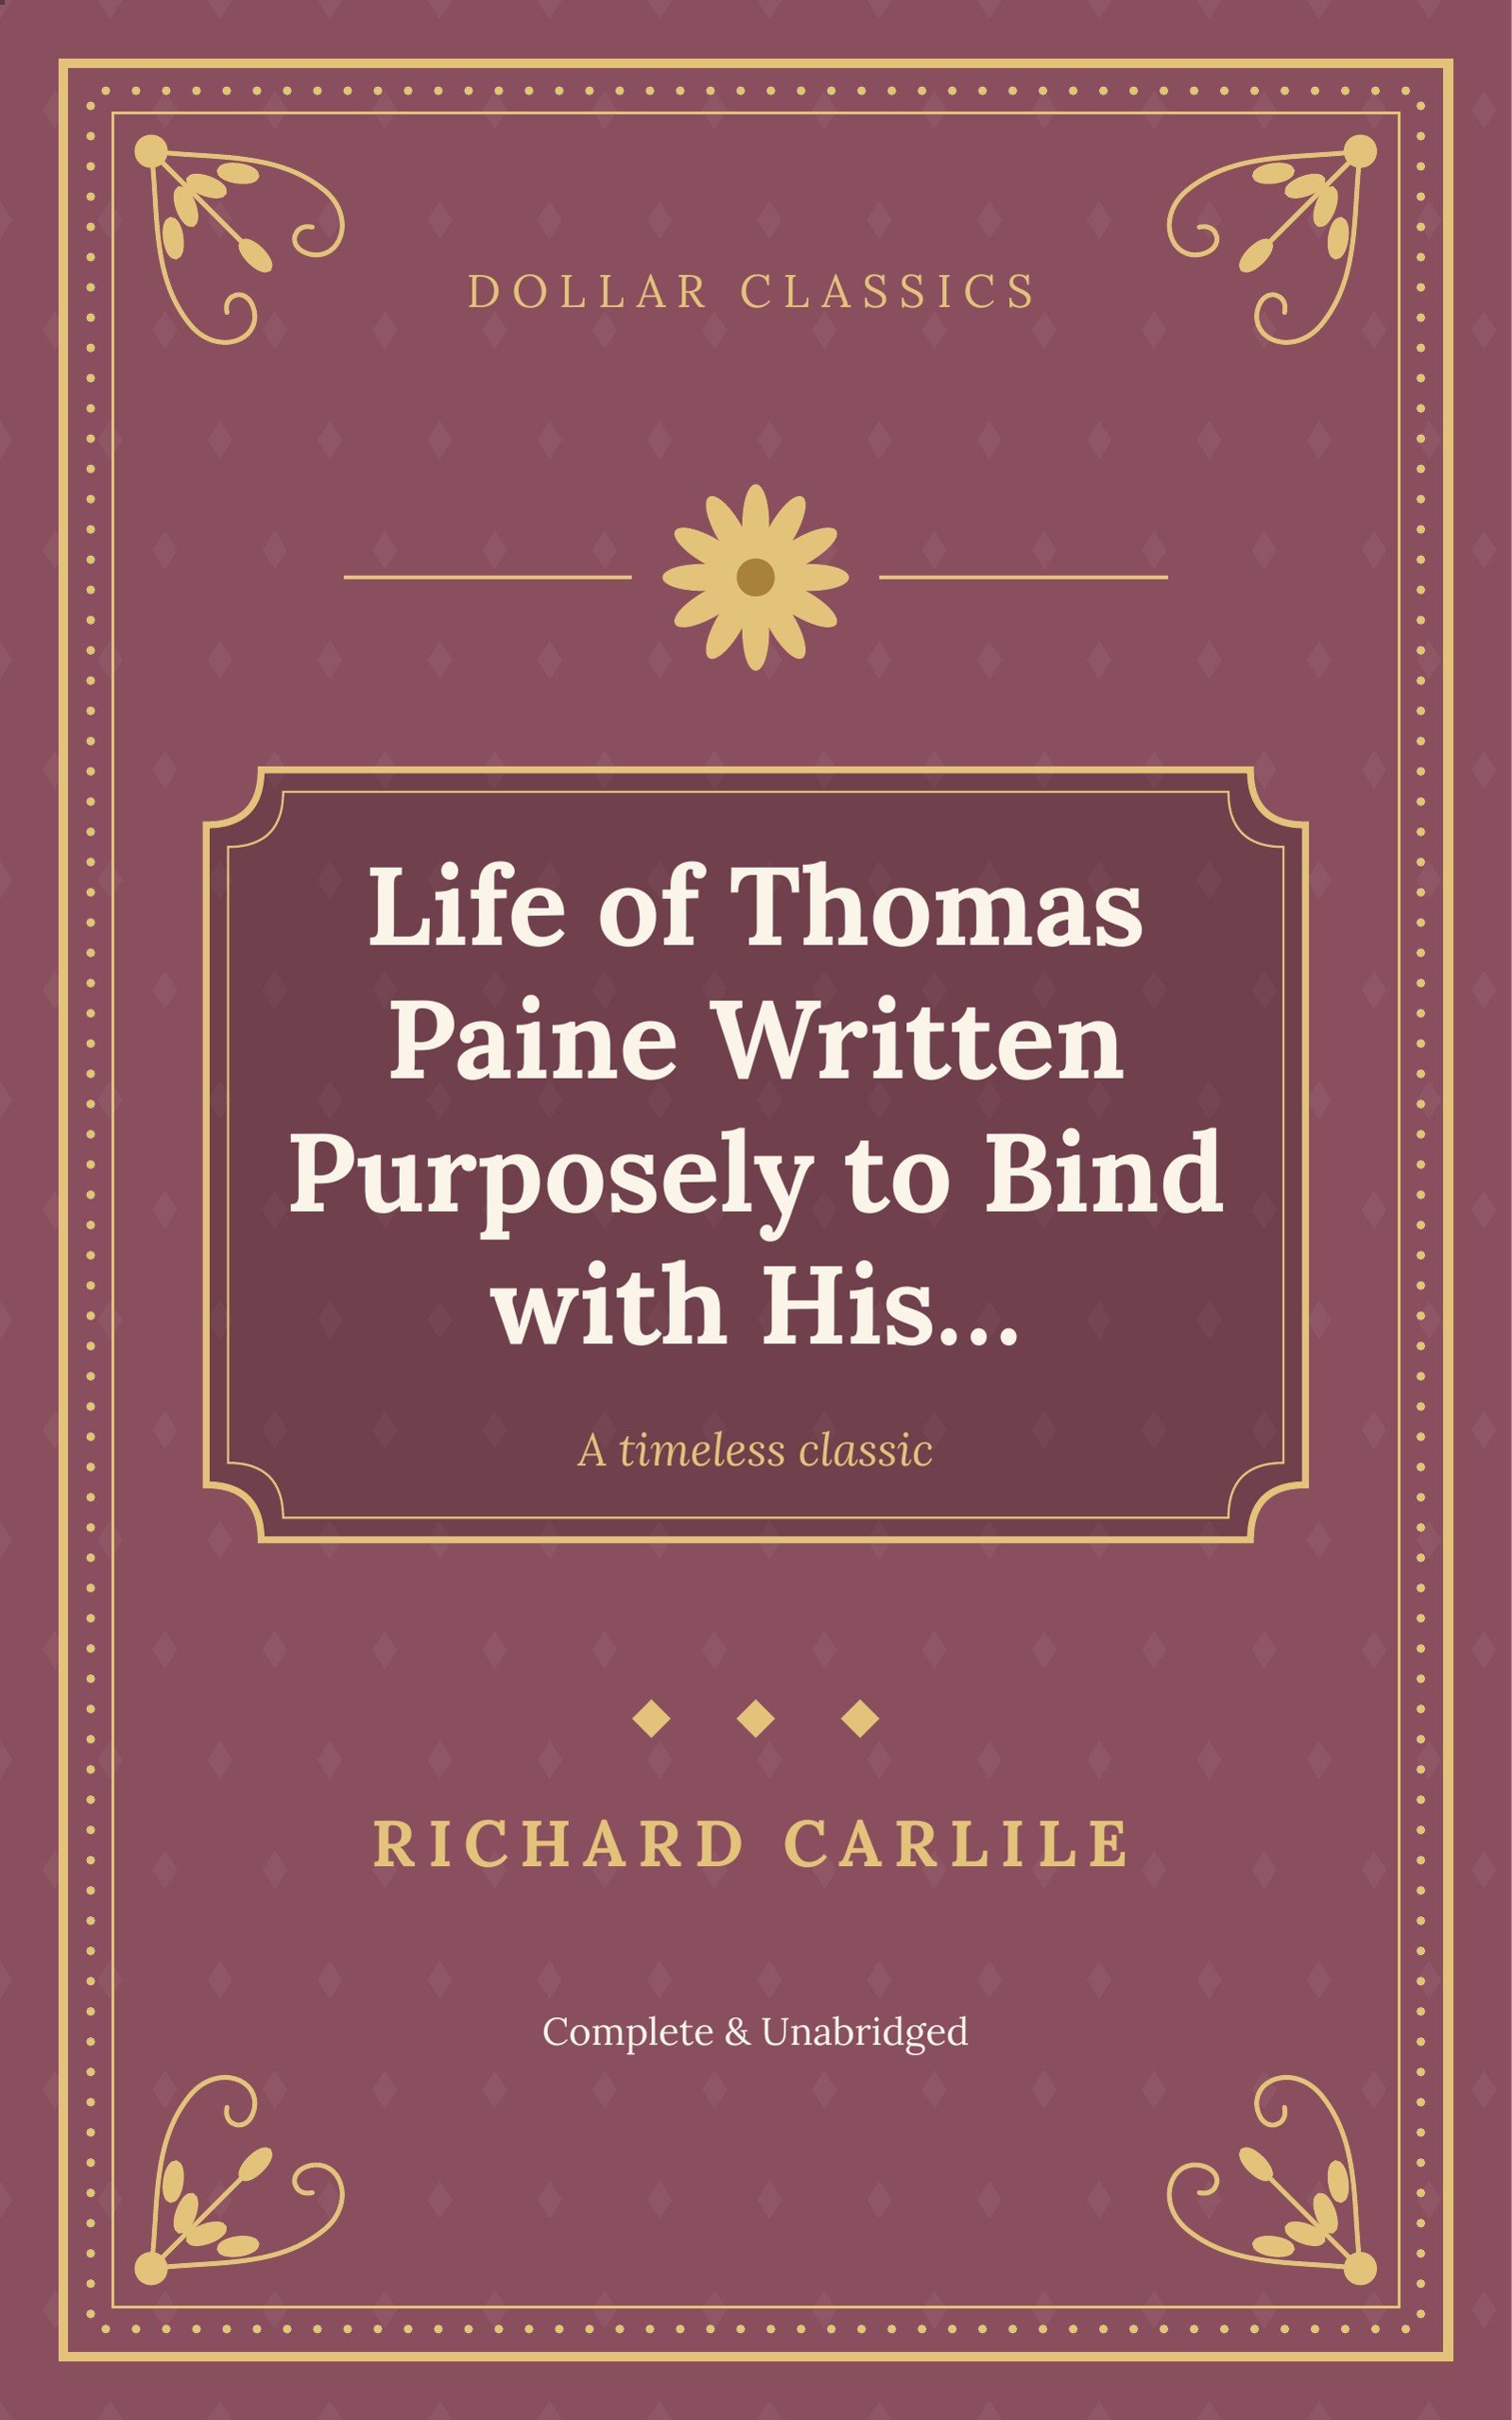 DOLLAR CLASSICS
Life of Thomas
Paine Written
Purposely to Bind
with His...
A timeless classic
RICHARD CARLILE
Complete & Unabridged